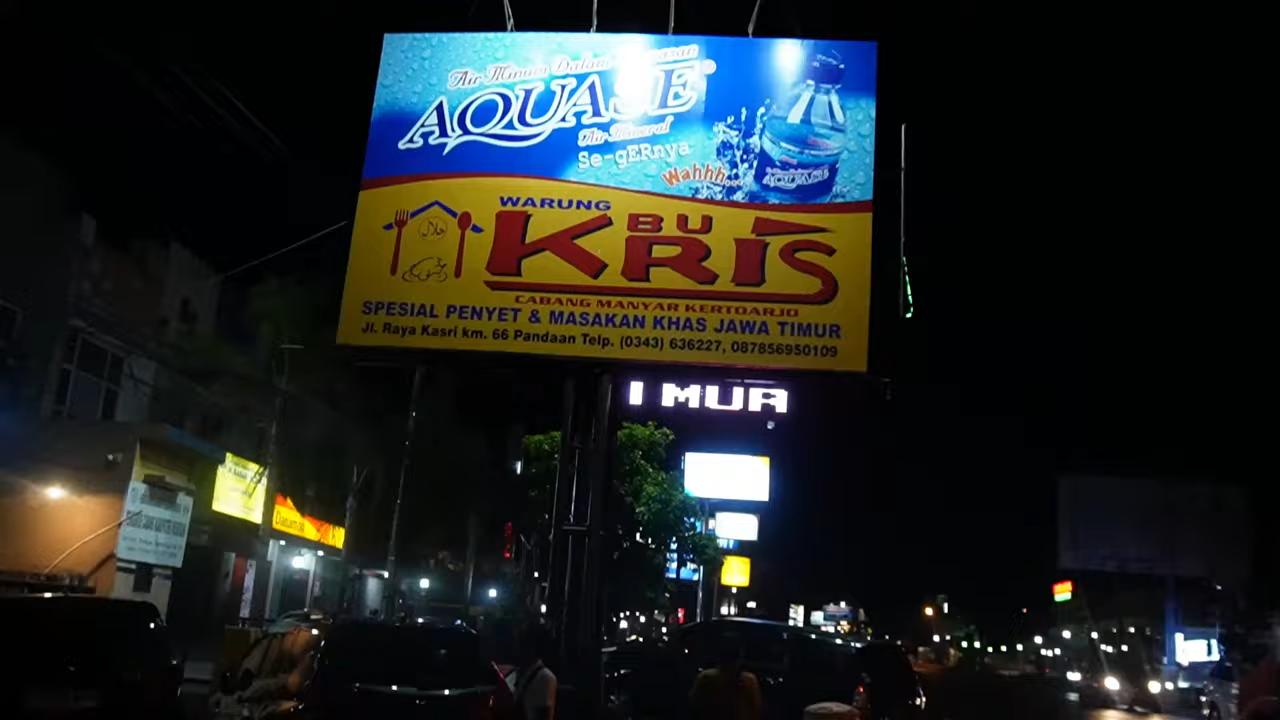 Air Minum Dalam
AQUASE®
Air Mineral
Se-gERnya
Wahhh...
AQUASE
WARUNG
BU
KRIS
حلال
CABANG MANYAR KERTOARJO
SPESIAL PENYET & MASAKAN KHAS JAWA TIMUR
Jl. Raya Kasri km. 66 Pandaan Telp. (0343) 636227, 087856950109
I MUA